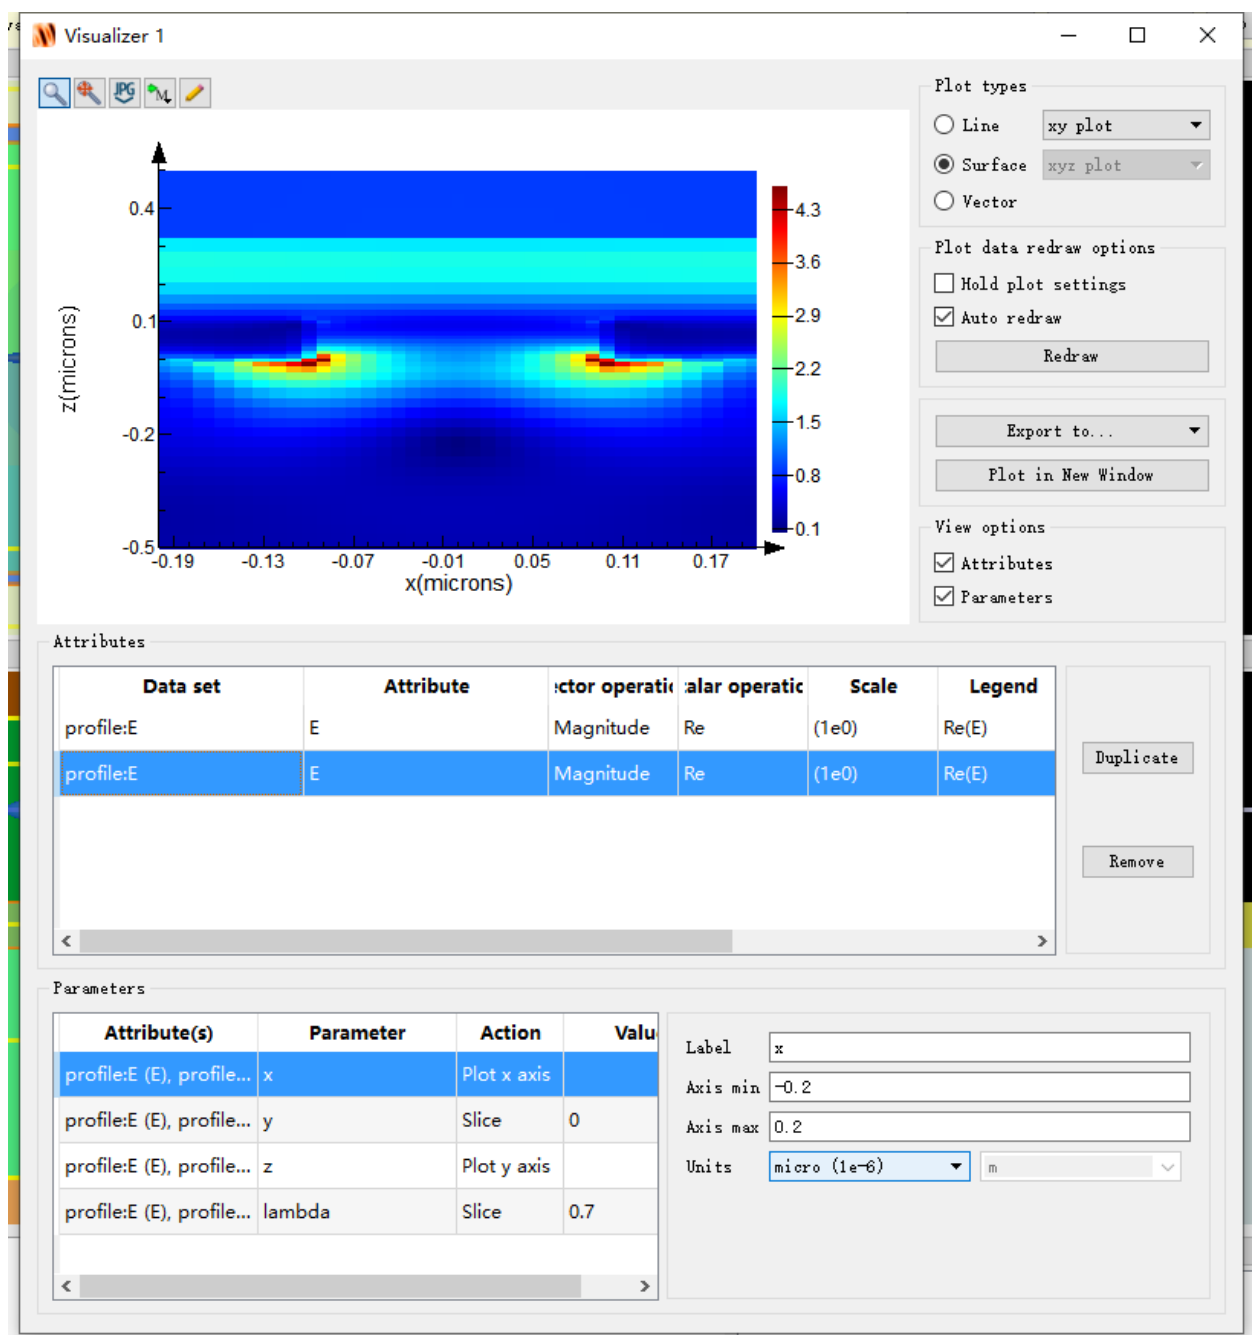 Visualizer 1
JPG
M
Plot types
Line
xy plot
Surface
xyz plot
Vector
Plot data redraw options
Hold plot settings
Auto redraw
Redraw
Export to...
Plot in New Window
View options
Attributes
Parameters
z(microns)
0.4
0.1
-0.2
-0.5
-0.19 -0.13 -0.07 -0.01 0.05 0.11 0.17
x(microns)
4.3
3.6
2.9
2.2
1.5
0.8
0.1
Attributes
Data set Attribute ector operatic calar operatic Scale Legend
profile:E E Magnitude Re (1e0) Re(E)
profile:E E Magnitude Re (1e0) Re(E)
Duplicate
Remove
Parameters
Attribute(s) Parameter Action Valu
profile:E (E), profile... x Plot x axis
profile:E (E), profile... y Slice 0
profile:E (E), profile... z Plot y axis
profile:E (E), profile... lambda Slice 0.7
Label x
Axis min -0.2
Axis max 0.2
Units micro (1e-6) m